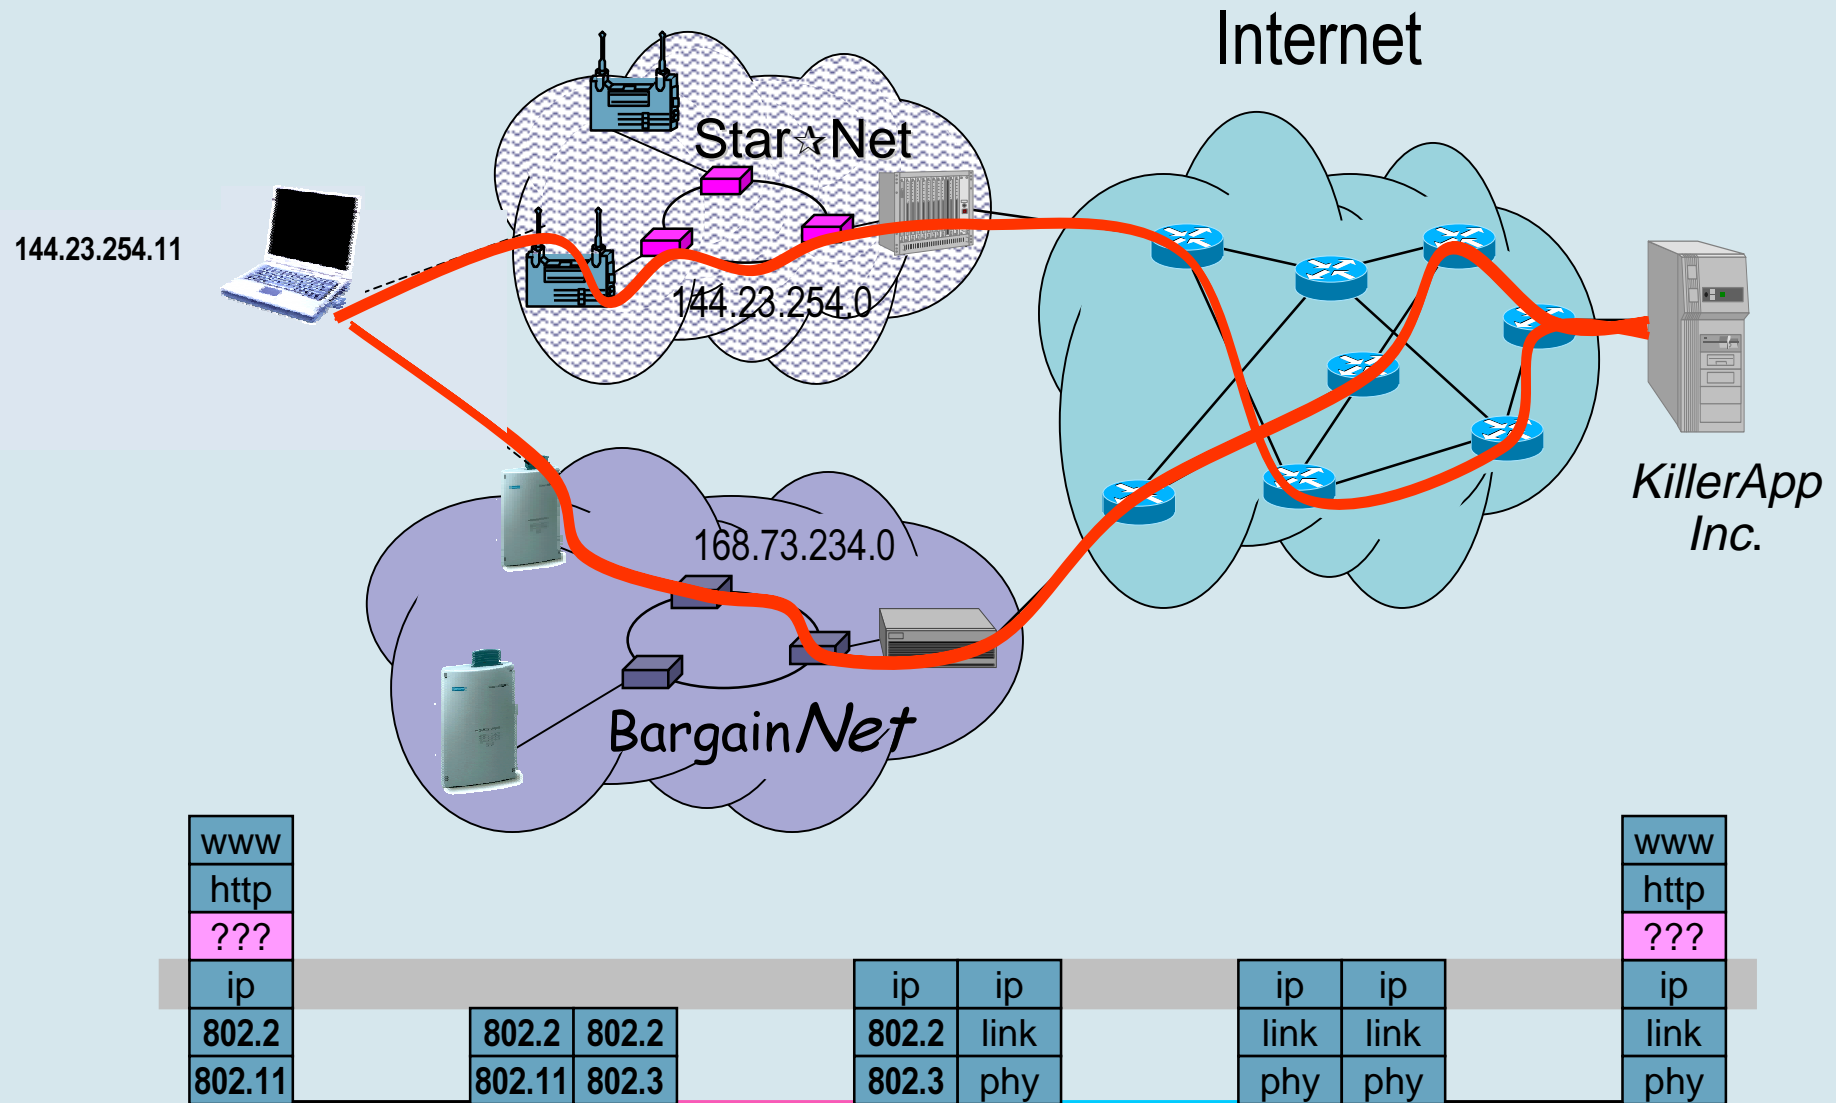 Internet
Star☆Net
144.23.254.11
144.23.254.0
KillerApp
Inc.
168.73.234.0
BargainNet
www www
http http
??? ???
ip ip ip ip ip ip
802.2 802.2 802.2 802.2 link link link link
802.11 802.11 802.3 802.3 phy phy phy phy